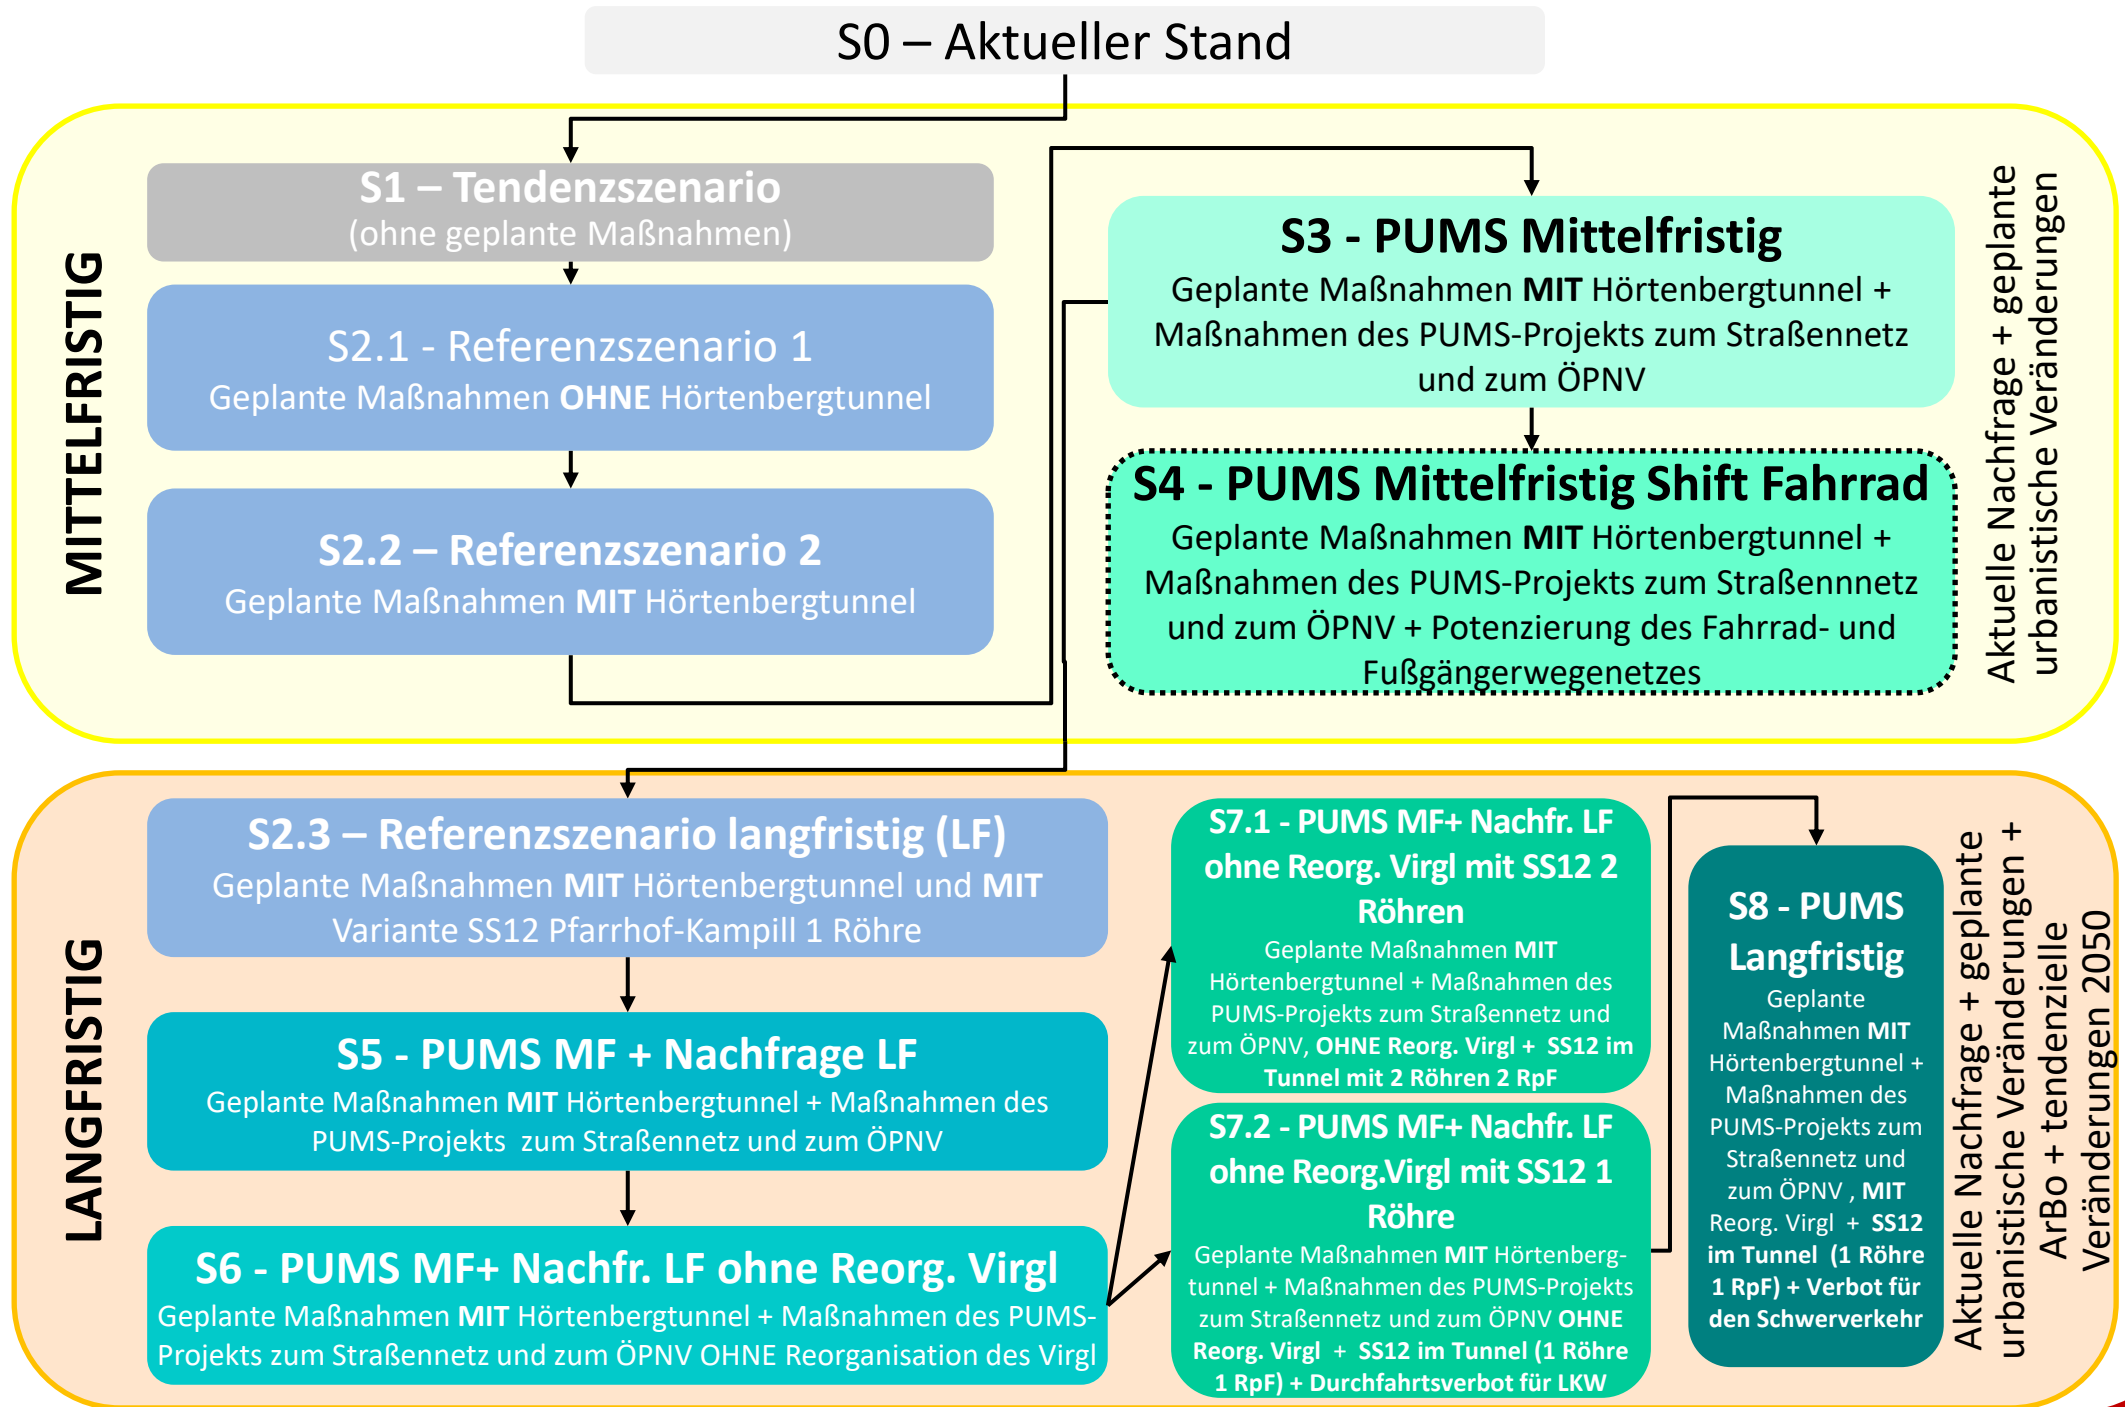 S0 – Aktueller Stand
MITTELFRISTIG
S1 – Tendenzszenario
(ohne geplante Maßnahmen)
S2.1 - Referenzszenario 1
Geplante Maßnahmen OHNE Hörtenbergtunnel
S2.2 – Referenzszenario 2
Geplante Maßnahmen MIT Hörtenbergtunnel
S3 - PUMS Mittelfristig
Geplante Maßnahmen MIT Hörtenbergtunnel +
Maßnahmen des PUMS-Projekts zum Straßennetz
und zum ÖPNV
S4 - PUMS Mittelfristig Shift Fahrrad
Geplante Maßnahmen MIT Hörtenbergtunnel +
Maßnahmen des PUMS-Projekts zum Straßennnetz
und zum ÖPNV + Potenzierung des Fahrrad- und
Fußgängerwegenetzes
Aktuelle Nachfrage + geplante
urbanistische Veränderungen
LANGFRISTIG
S2.3 – Referenzszenario langfristig (LF)
Geplante Maßnahmen MIT Hörtenbergtunnel und MIT
Variante SS12 Pfarrhof-Kampill 1 Röhre
S5 - PUMS MF + Nachfrage LF
Geplante Maßnahmen MIT Hörtenbergtunnel + Maßnahmen des
PUMS-Projekts zum Straßennetz und zum ÖPNV
S6 - PUMS MF+ Nachfr. LF ohne Reorg. Virgl
Geplante Maßnahmen MIT Hörtenbergtunnel + Maßnahmen des PUMS-
Projekts zum Straßennetz und zum ÖPNV OHNE Reorganisation des Virgl
S7.1 - PUMS MF+ Nachfr. LF
ohne Reorg. Virgl mit SS12 2
Röhren
Geplante Maßnahmen MIT
Hörtenbergtunnel + Maßnahmen des
PUMS-Projekts zum Straßennetz und
zum ÖPNV, OHNE Reorg. Virgl + SS12 im
Tunnel mit 2 Röhren 2 RpF
S7.2 - PUMS MF+ Nachfr. LF
ohne Reorg.Virgl mit SS12 1
Röhre
Geplante Maßnahmen MIT Hörtenberg-
tunnel + Maßnahmen des PUMS-Projekts
zum Straßennetz und zum ÖPNV OHNE
Reorg. Virgl + SS12 im Tunnel (1 Röhre
1 RpF) + Durchfahrtsverbot für LKW
S8 - PUMS
Langfristig
Geplante
Maßnahmen MIT
Hörtenbergtunnel +
Maßnahmen des
PUMS-Projekts zum
Straßennetz und
zum ÖPNV , MIT
Reorg. Virgl + SS12
im Tunnel (1 Röhre
1 RpF) + Verbot für
den Schwerverkehr
Aktuelle Nachfrage + geplante
urbanistische Veränderungen +
ArBo + tendenzielle
Veränderungen 2050